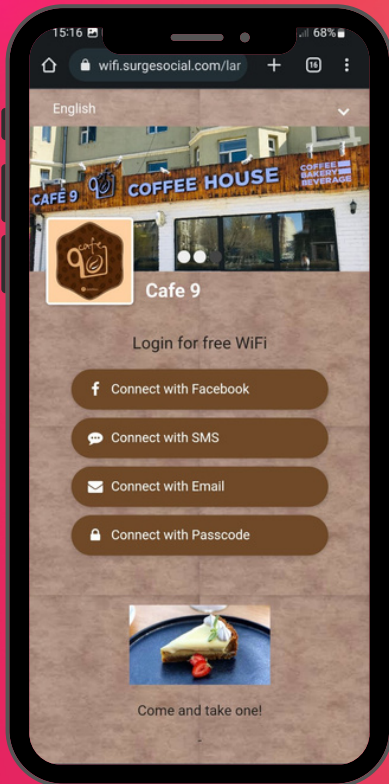 15:16
68%
wifi.surgesocial.com/lar
16
English
CAFE 9
COFFEE HOUSE
COFFEE
BAKERY
BEVERAGE
cafe
9
Cafe 9
Login for free WiFi
Connect with Facebook
Connect with SMS
Connect with Email
Connect with Passcode
Come and take one!